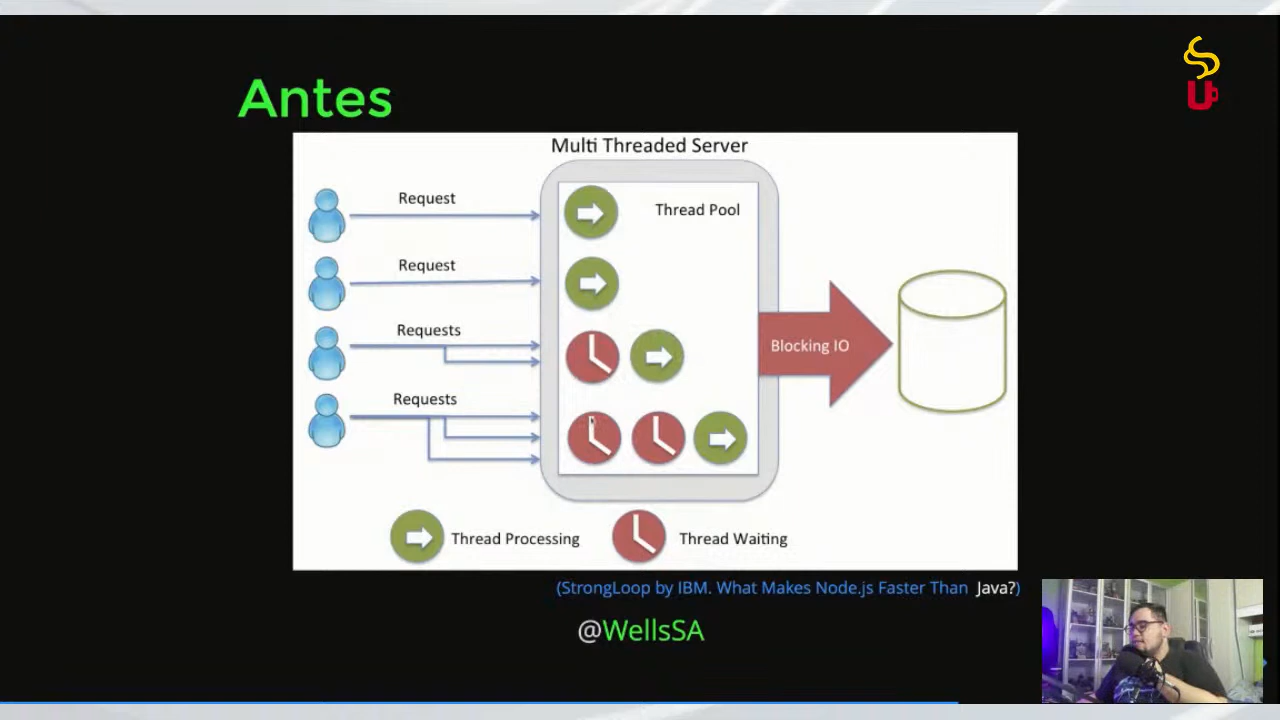 Antes
Multi Threaded Server
Request
Thread Pool
Request
Requests
Blocking IO
Requests
Thread Processing
Thread Waiting
(StrongLoop by IBM. What Makes Node.js Faster Than Java?)
@WellsSA